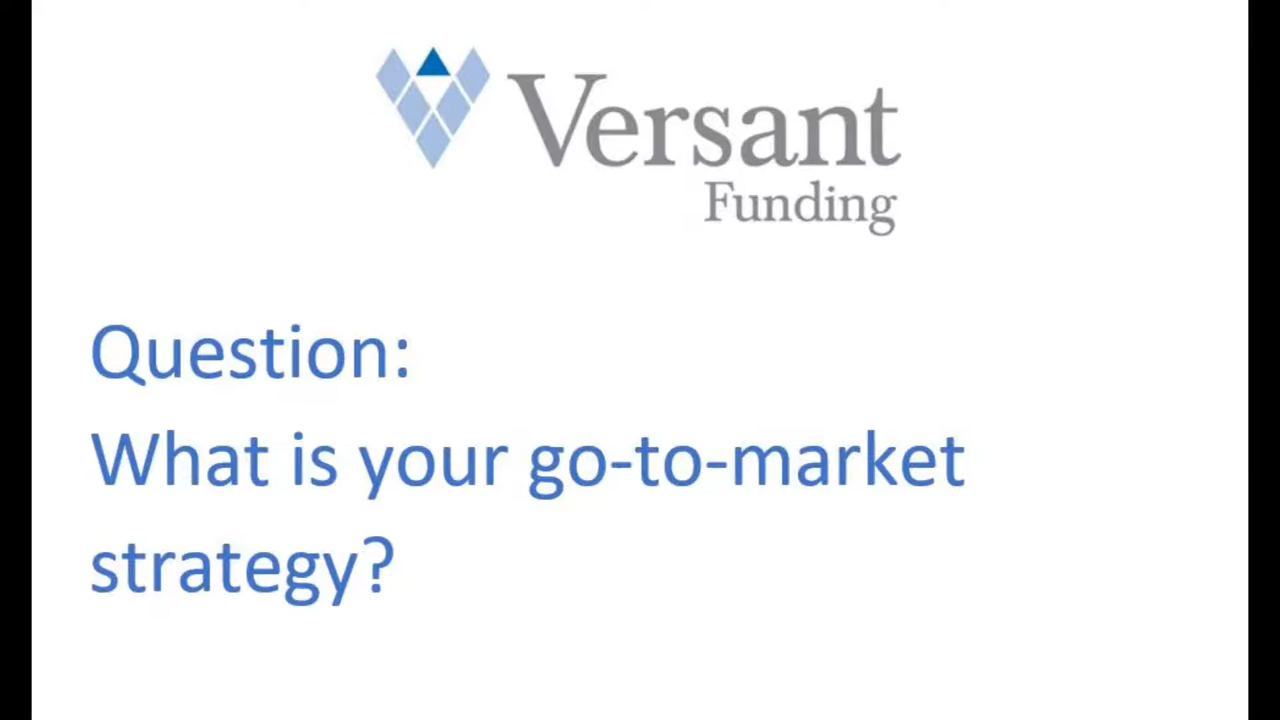 Versant
Funding
Question:
What is your go-to-market
strategy?